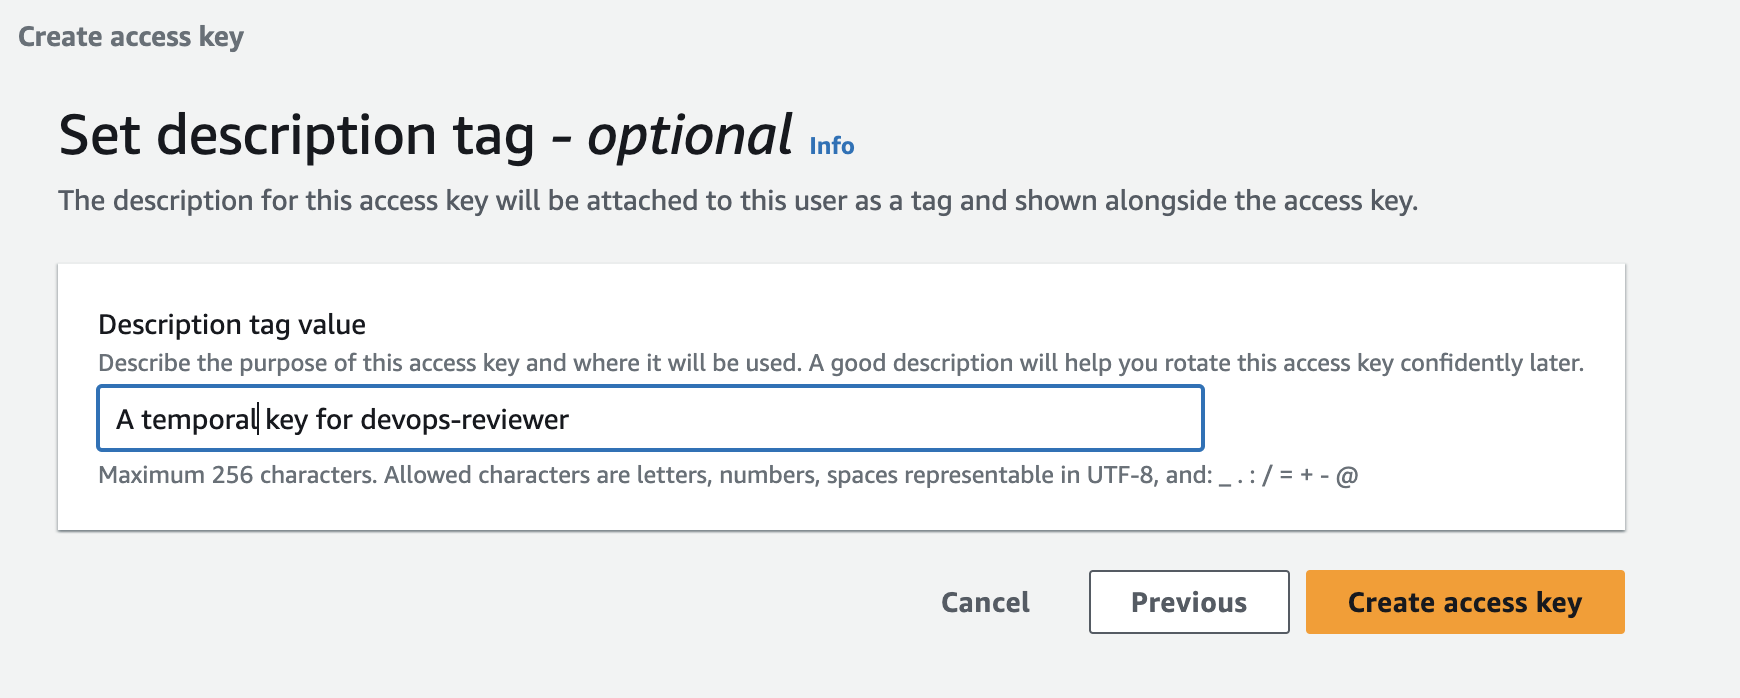 Create access key
Set description tag - optional Info
The description for this access key will be attached to this user as a tag and shown alongside the access key.
Description tag value
Describe the purpose of this access key and where it will be used. A good description will help you rotate this access key confidently later.
A temporal key for devops-reviewer
Maximum 256 characters. Allowed characters are letters, numbers, spaces representable in UTF-8, and: _ . : / = + - @
Cancel Previous Create access key